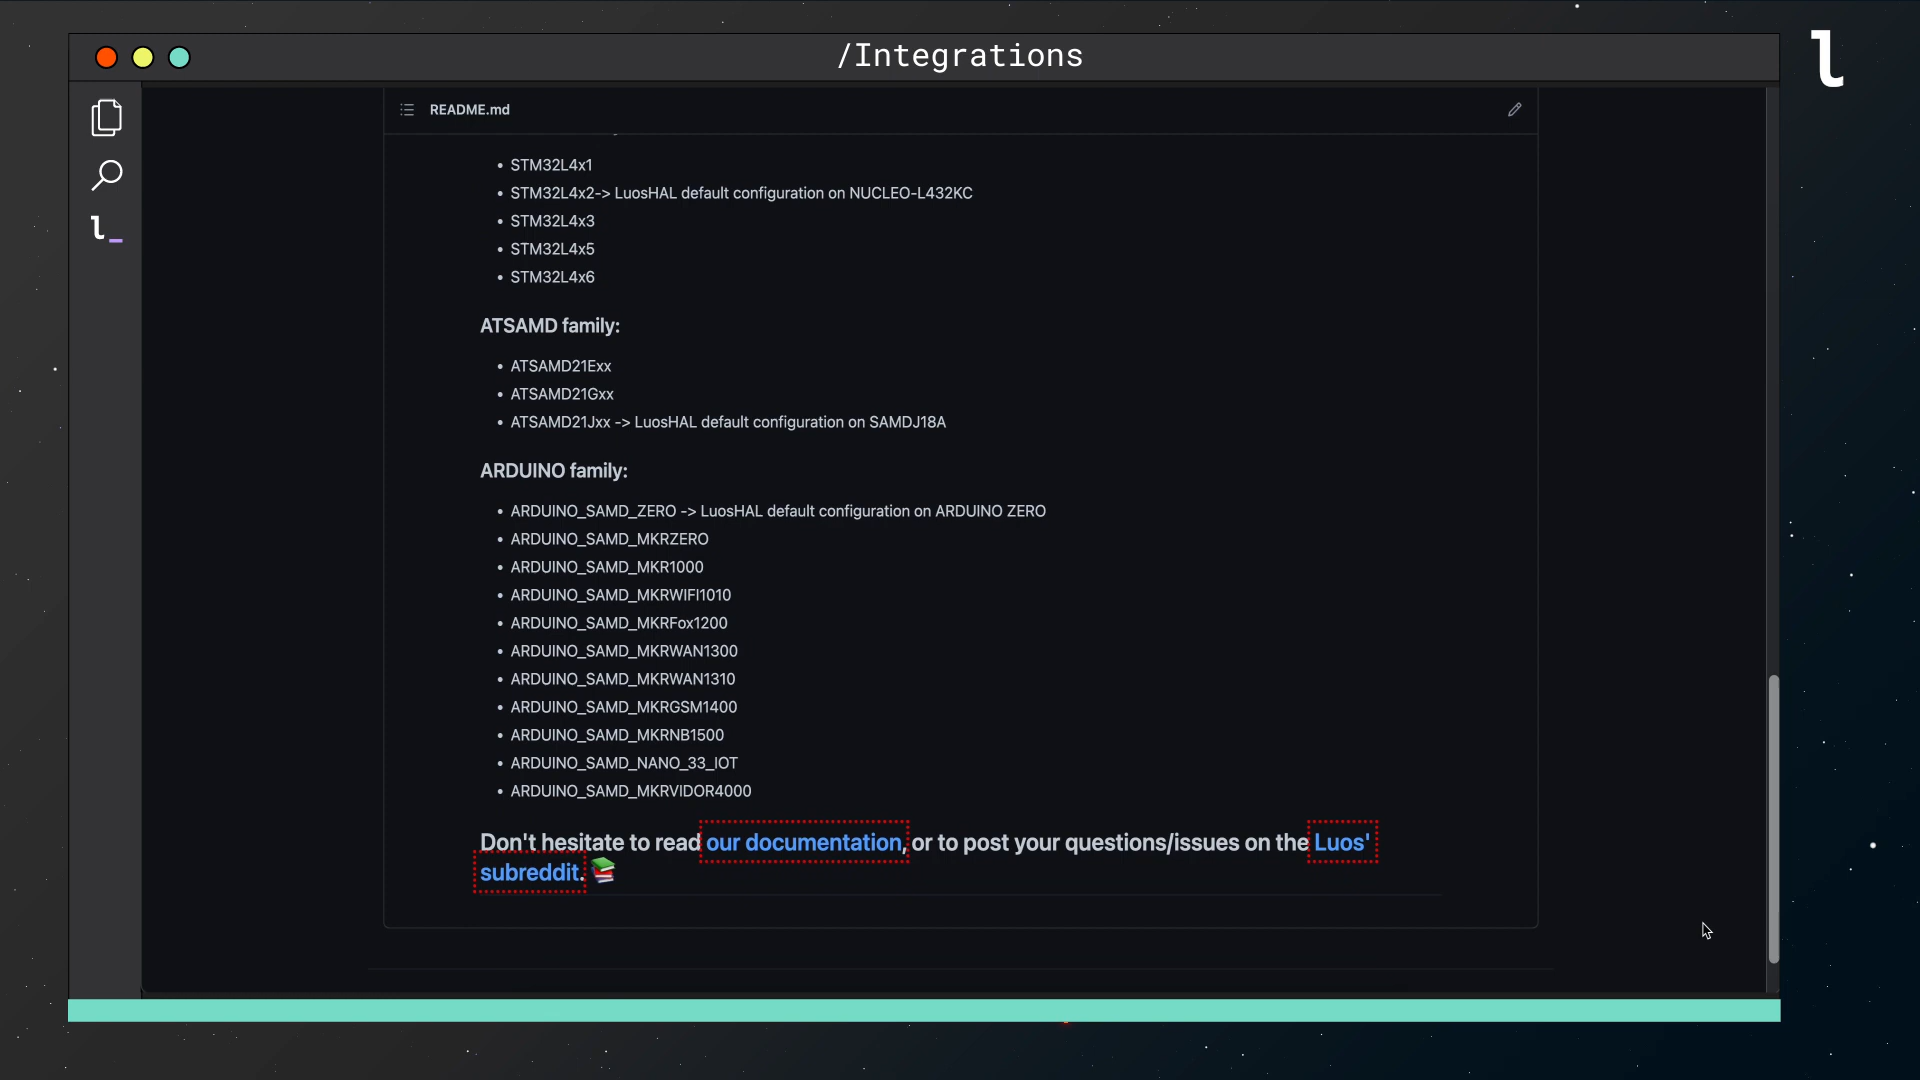 /Integrations
l
README.md
l_
• STM32L4x1
• STM32L4x2-> LuosHAL default configuration on NUCLEO-L432KC
• STM32L4x3
• STM32L4x5
• STM32L4x6
ATSAMD family:
• ATSAMD21Exx
• ATSAMD21Gxx
• ATSAMD21Jxx -> LuosHAL default configuration on SAMDJ18A
ARDUINO family:
• ARDUINO_SAMD_ZERO -> LuosHAL default configuration on ARDUINO ZERO
• ARDUINO_SAMD_MKRZERO
• ARDUINO_SAMD_MKR1000
• ARDUINO_SAMD_MKRWIFI1010
• ARDUINO_SAMD_MKRFox1200
• ARDUINO_SAMD_MKRWAN1300
• ARDUINO_SAMD_MKRWAN1310
• ARDUINO_SAMD_MKRGSM1400
• ARDUINO_SAMD_MKRNB1500
• ARDUINO_SAMD_NANO_33_IOT
• ARDUINO_SAMD_MKRVIDOR4000
Don't hesitate to read our documentation, or to post your questions/issues on the Luos'
subreddit. 📚